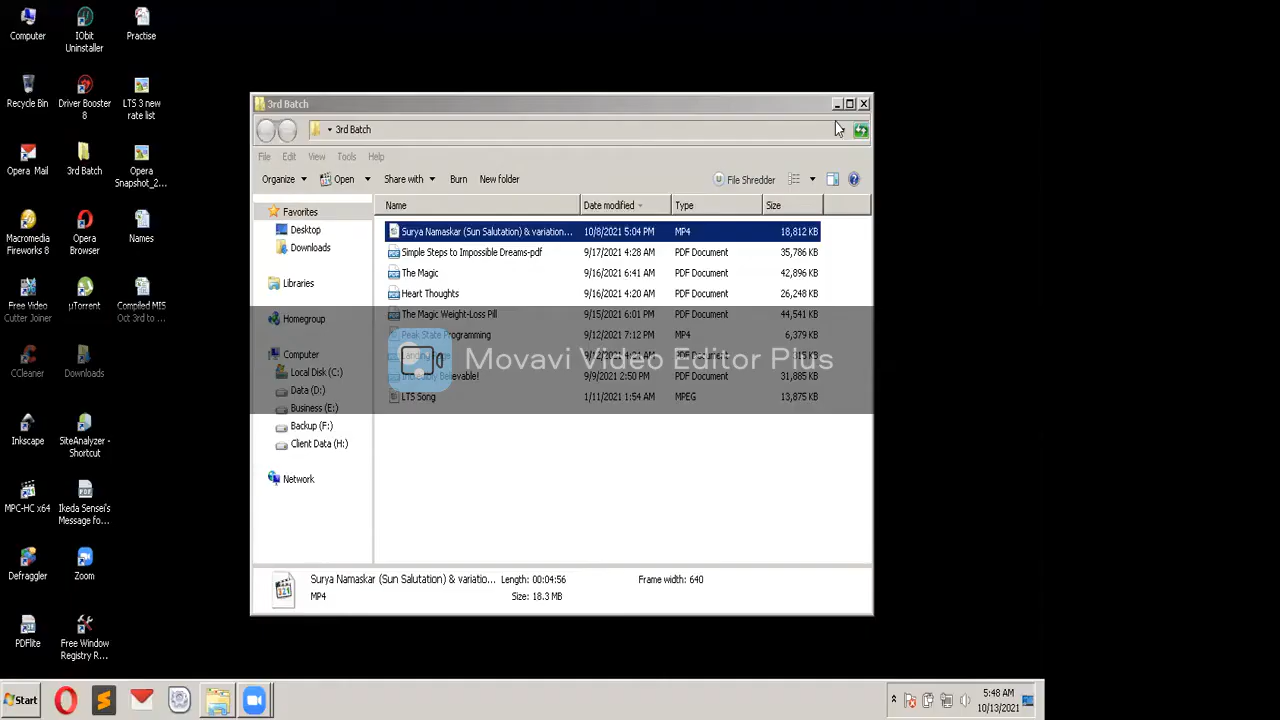 Computer
IObit
Uninstaller
Practise
Recycle Bin
Driver Booster
8
LTS 3 new
rate list
Opera Mail
3rd Batch
Opera
Snapshot_2...
Macromedia
Fireworks 8
Opera
Browser
Names
Free Video
Cutter Joiner
µTorrent
Compiled MIS
Oct 3rd to ...
CCleaner
Downloads
Inkscape
SiteAnalyzer -
Shortcut
MPC-HC x64
Ikeda Sensei's
Message fo...
Defraggler
Zoom
PDFlite
Free Window
Registry R...
3rd Batch
3rd Batch
File Edit View Tools Help
Organize Open Share with Burn New folder File Shredder
Favorites
Desktop
Downloads
Libraries
Homegroup
Computer
Local Disk (C:)
Data (D:)
Business (E:)
Backup (F:)
Client Data (H:)
Network
Name Date modified Type Size
Surya Namaskar (Sun Salutation) & variation... 10/8/2021 5:04 PM MP4 18,812 KB
Simple Steps to Impossible Dreams-pdf 9/17/2021 4:28 AM PDF Document 35,786 KB
The Magic 9/16/2021 6:41 AM PDF Document 42,896 KB
Heart Thoughts 9/16/2021 4:20 AM PDF Document 26,248 KB
The Magic Weight-Loss Pill 9/15/2021 6:01 PM PDF Document 44,541 KB
Peak State Programming 9/12/2021 7:12 PM MP4 6,379 KB
Movavi Video Editor Plus
9/9/2021 2:50 PM PDF Document 31,885 KB
LTS Song 1/11/2021 1:54 AM MPEG 13,875 KB
Surya Namaskar (Sun Salutation) & variatio... Length: 00:04:56 Frame width: 640
MP4 Size: 18.3 MB
Start
5:48 AM
10/13/2021